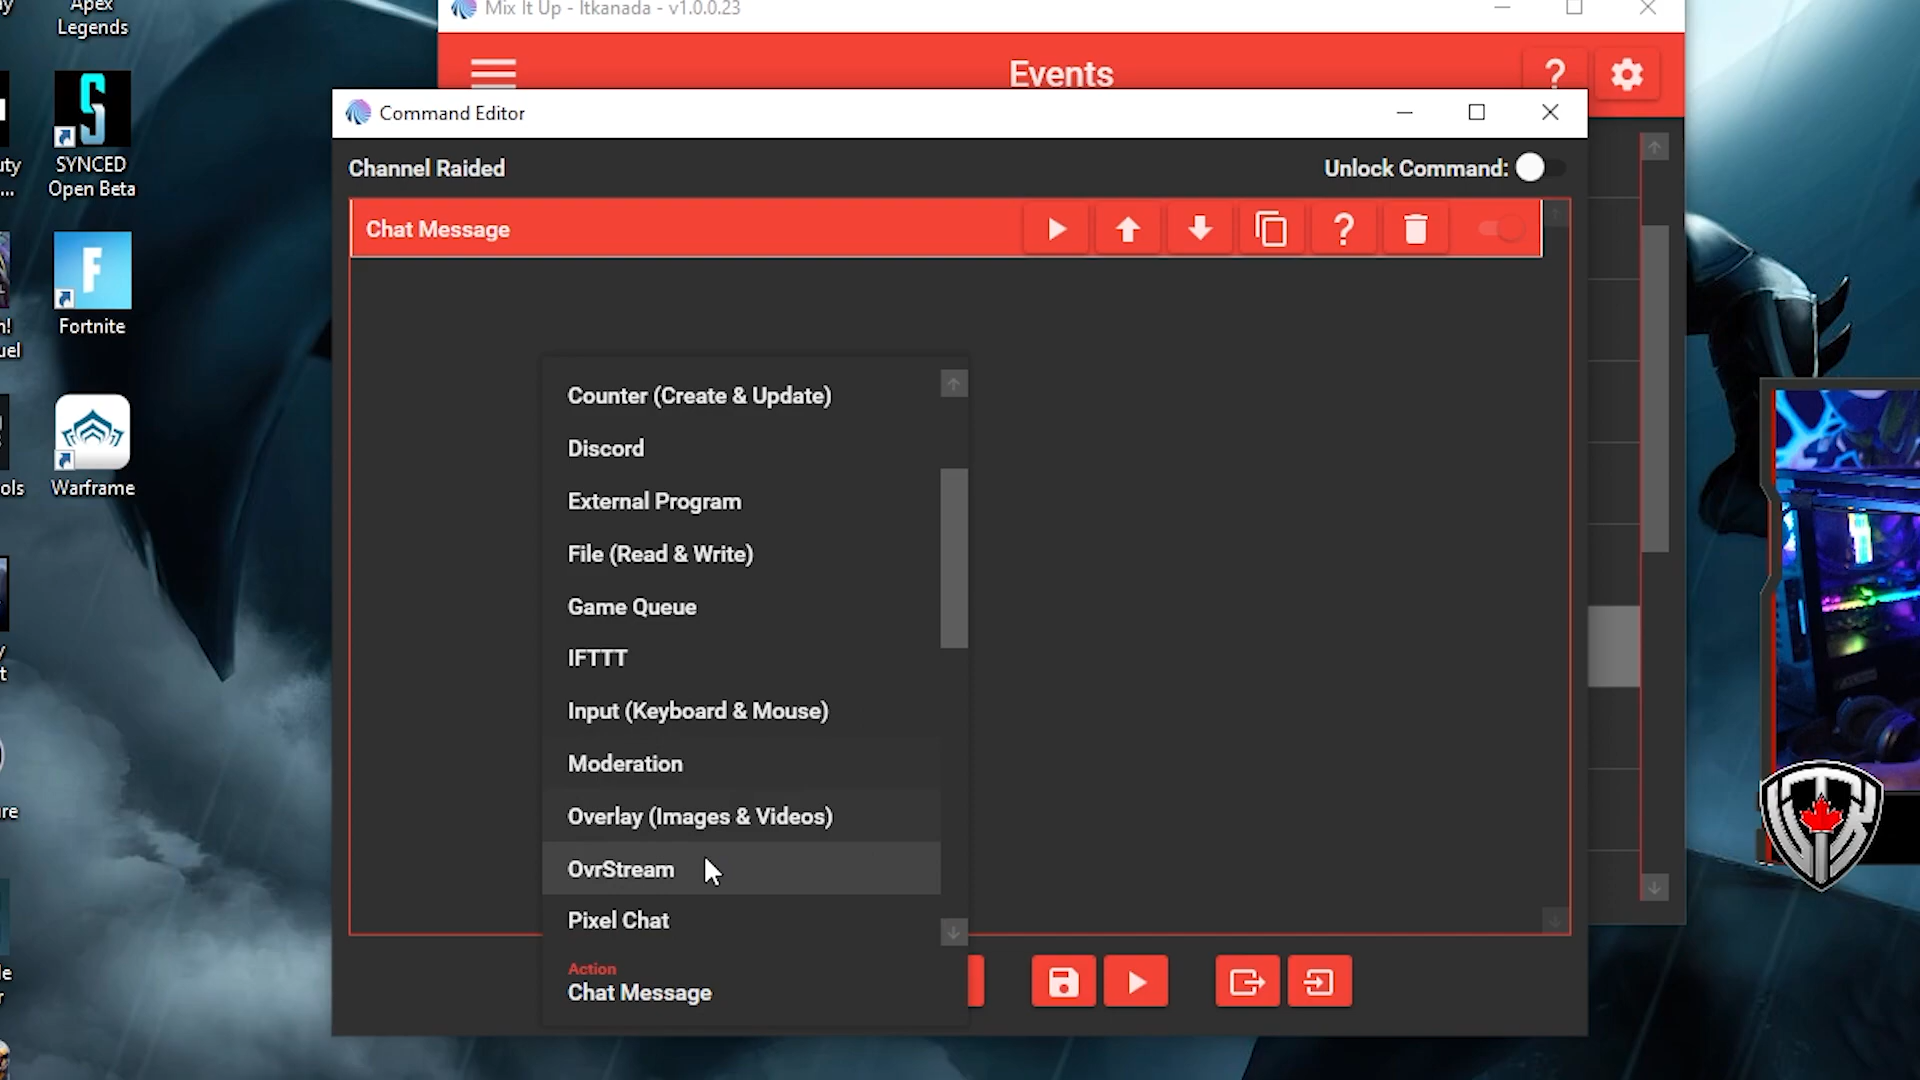 Apex
Legends
Mix It Up - Itkanada - v1.0.0.23
Events
?
Command Editor
Channel Raided
Unlock Command:
Chat Message
?
SYNCED
Open Beta
F
Fortnite
Warframe
Counter (Create & Update)
Discord
External Program
File (Read & Write)
Game Queue
IFTTT
Input (Keyboard & Mouse)
Moderation
Overlay (Images & Videos)
OvrStream
Pixel Chat
Action
Chat Message